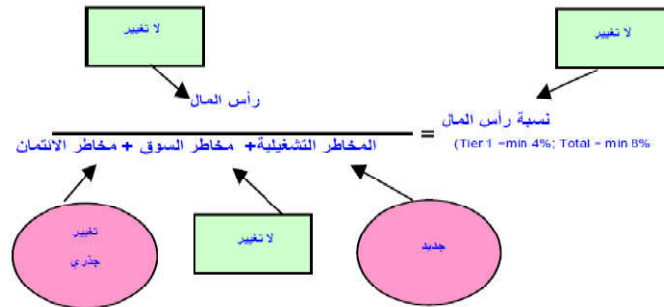 لا تغيير
لا تغيير
رأس المال
نسبة رأس المال
=
(Tier 1 =min 4%; Total = min 8%
المخاطر التشغيلية+ مخاطر السوق + مخاطر الائتمان
تغيير
جذري
لا تغيير
جديد